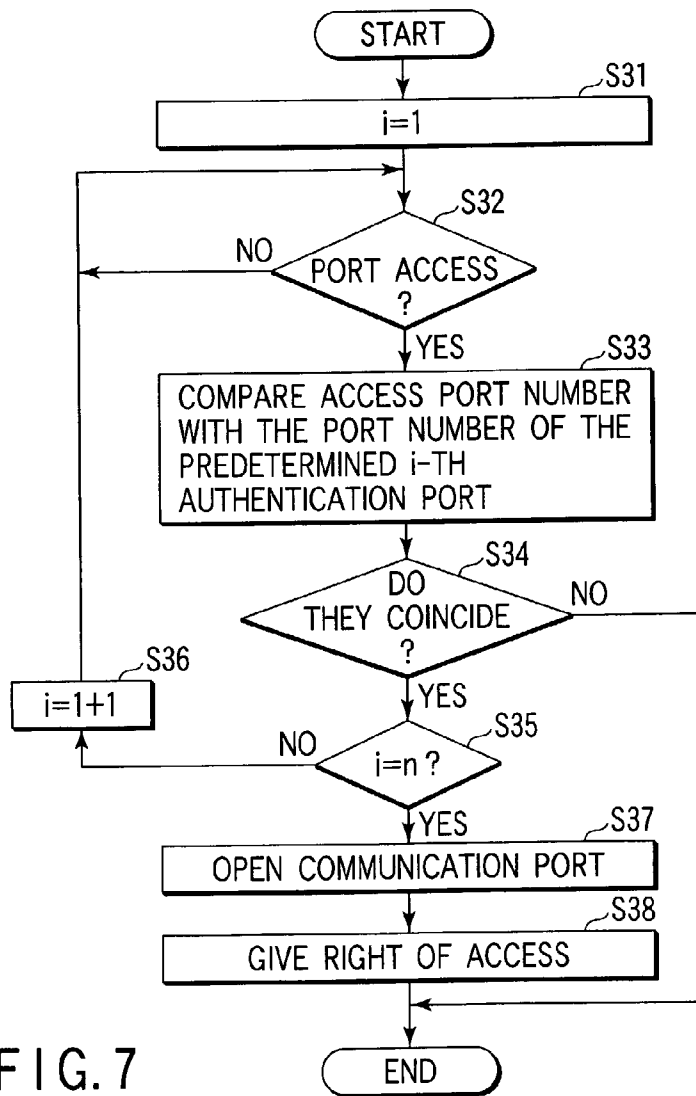 START
S31
i=1
S32
NO
PORT ACCESS
?
YES
S33
COMPARE ACCESS PORT NUMBER
WITH THE PORT NUMBER OF THE
PREDETERMINED i-TH
AUTHENTICATION PORT
S34
DO
THEY COINCIDE
?
NO
YES
S36
i=1+1
S35
NO
i=n ?
YES
S37
OPEN COMMUNICATION PORT
S38
GIVE RIGHT OF ACCESS
END
FIG. 7